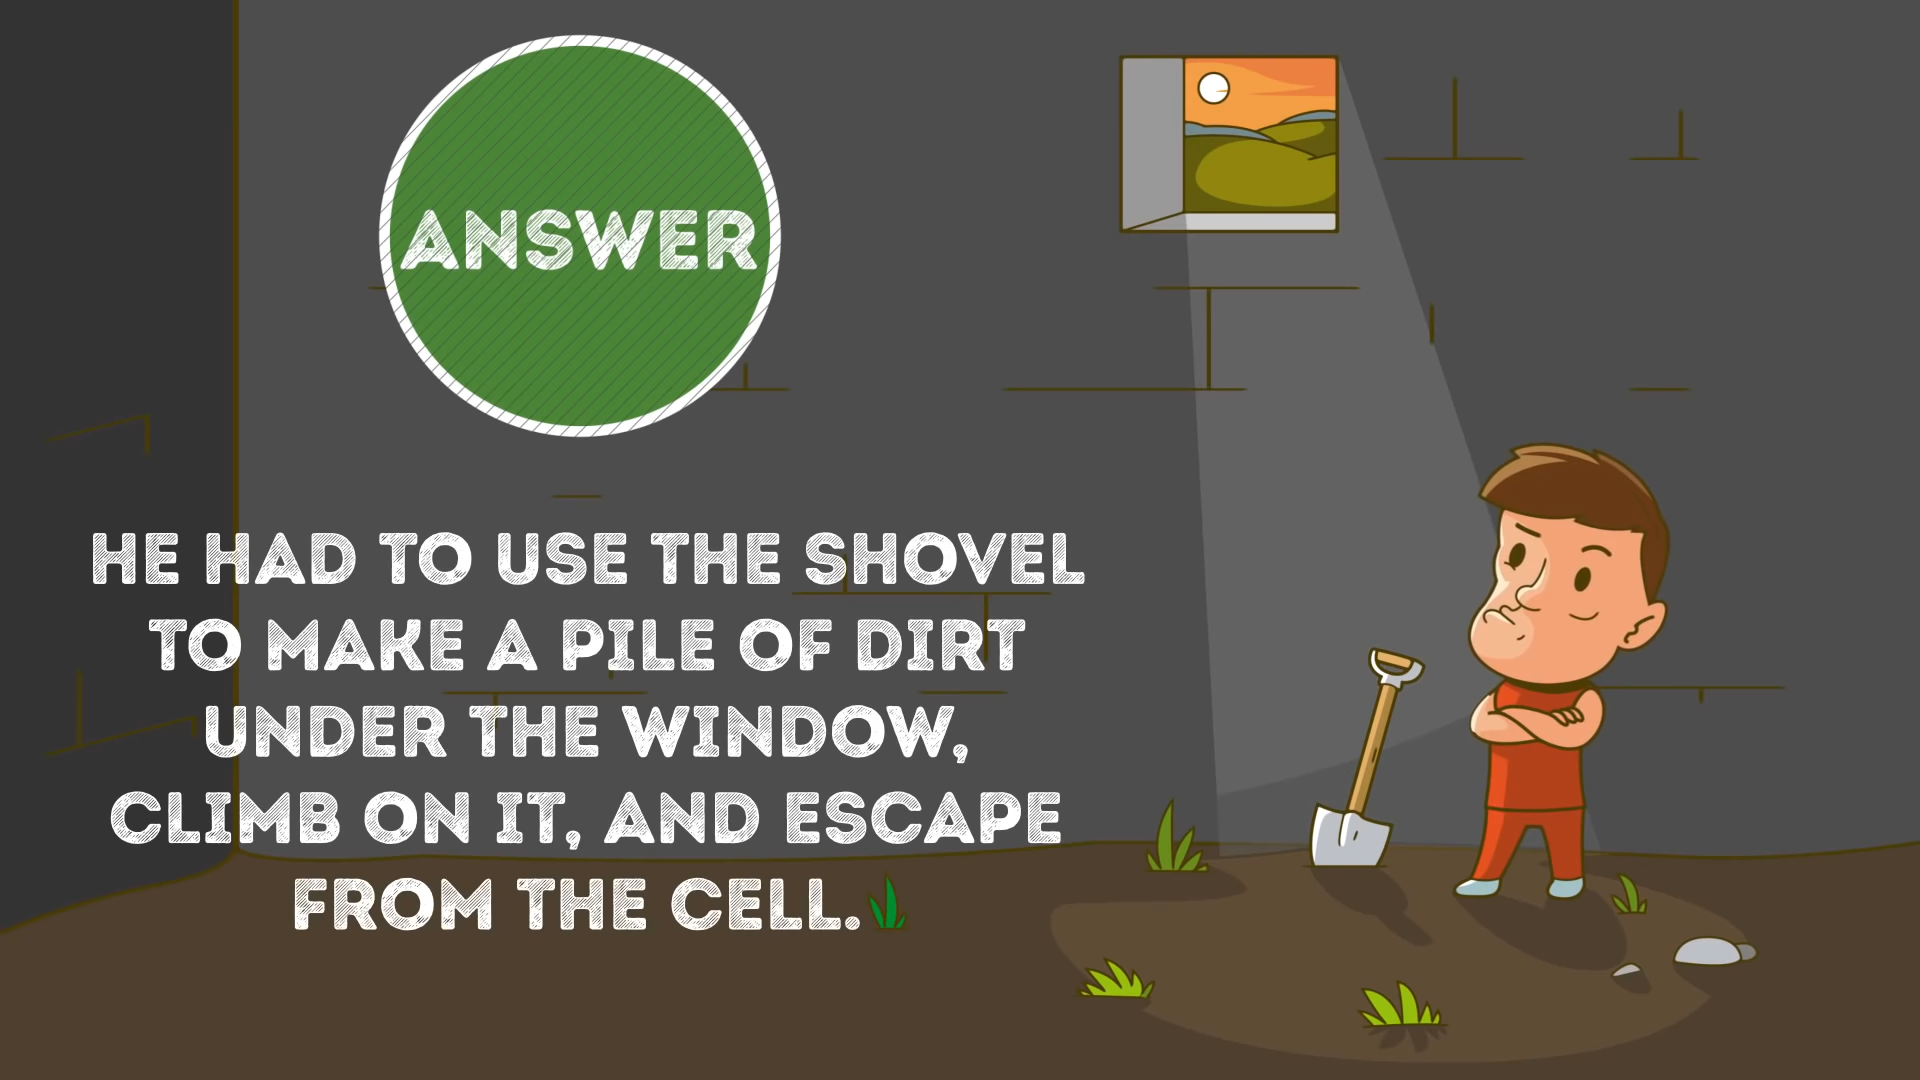 ANSWER
HE HAD TO USE THE SHOVEL
TO MAKE A PILE OF DIRT
UNDER THE WINDOW,
CLIMB ON IT, AND ESCAPE
FROM THE CELL.